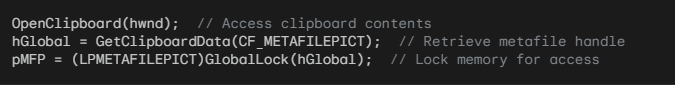 OpenClipboard(hwnd);  // Access clipboard contents
hGlobal = GetClipboardData(CF_METAFILEPICT);  // Retrieve metafile handle
pMFP = (LPMETAFILEPICT)GlobalLock(hGlobal);  // Lock memory for access